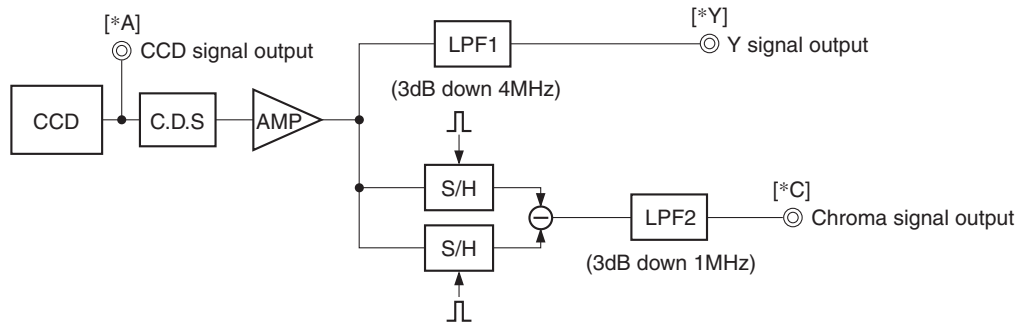 [*A]
CCD signal output
CCD
C.D.S
AMP
LPF1
(3dB down 4MHz)
[*Y]
Y signal output
S/H
S/H
LPF2
(3dB down 1MHz)
[*C]
Chroma signal output